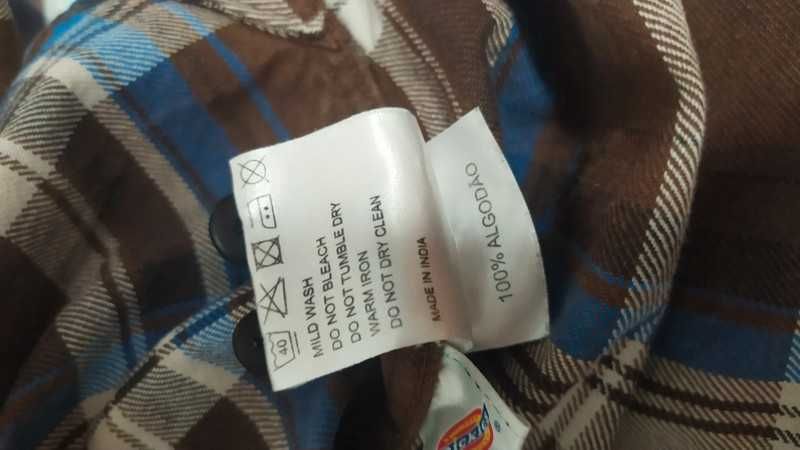 40
MILD WASH
DO NOT BLEACH
DO NOT TUMBLE DRY
WARM IRON
DO NOT DRY CLEAN
MADE IN INDIA
100% ALGODÃO